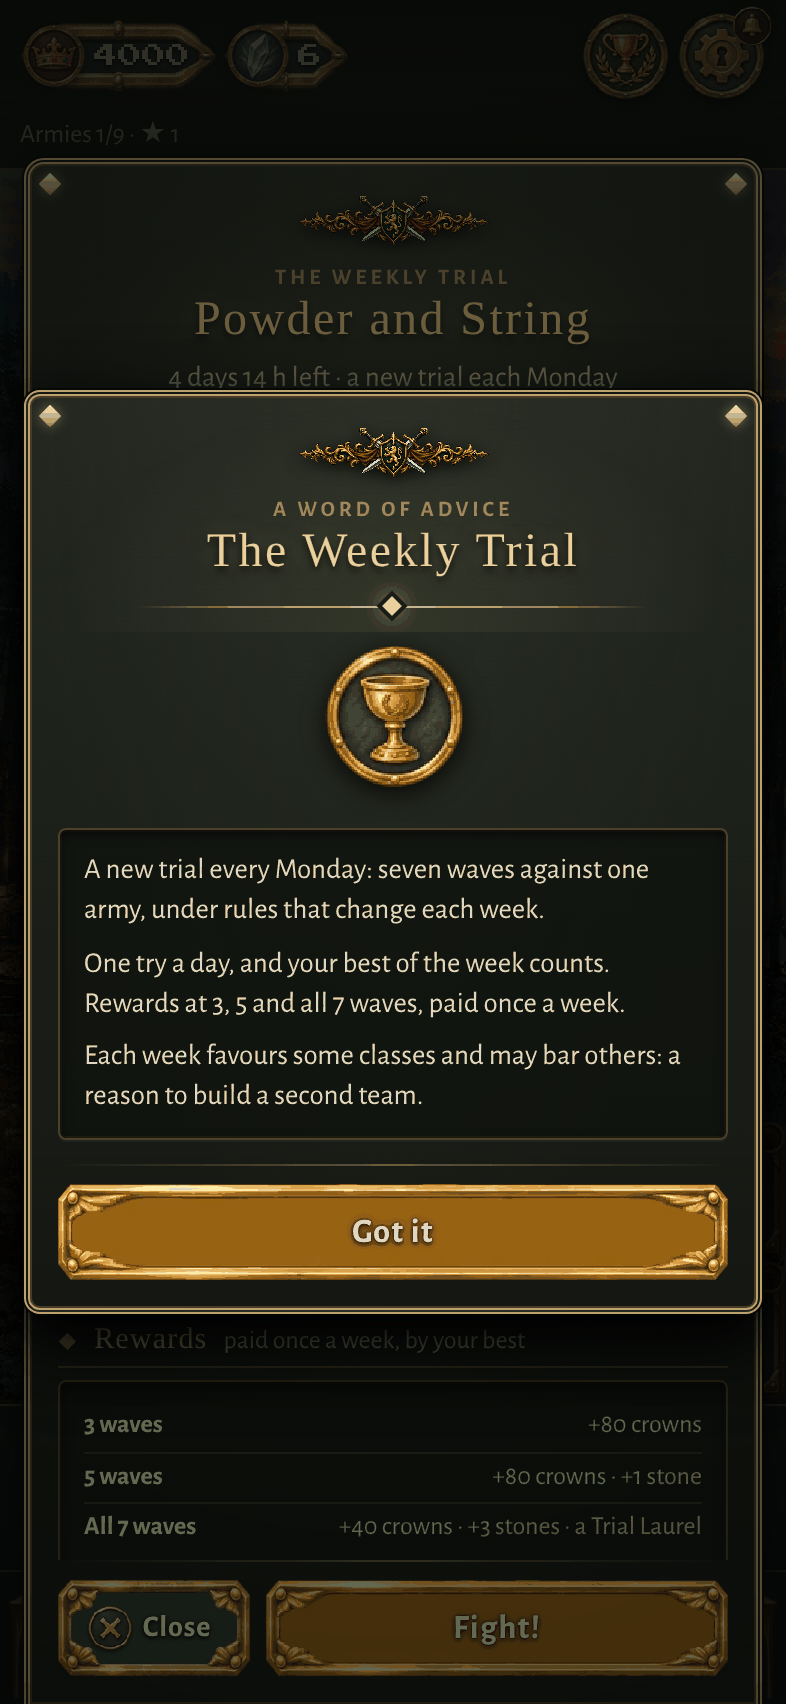 4000
6
Armies 1/9 · ★ 1
THE WEEKLY TRIAL
Powder and String
4 days 14 h left · a new trial each Monday
A WORD OF ADVICE
The Weekly Trial
A new trial every Monday: seven waves against one
army, under rules that change each week.
One try a day, and your best of the week counts.
Rewards at 3, 5 and all 7 waves, paid once a week.
Each week favours some classes and may bar others: a
reason to build a second team.
Got it
Rewards paid once a week, by your best
3 waves +80 crowns
5 waves +80 crowns · +1 stone
All 7 waves +40 crowns · +3 stones · a Trial Laurel
Close Fight!